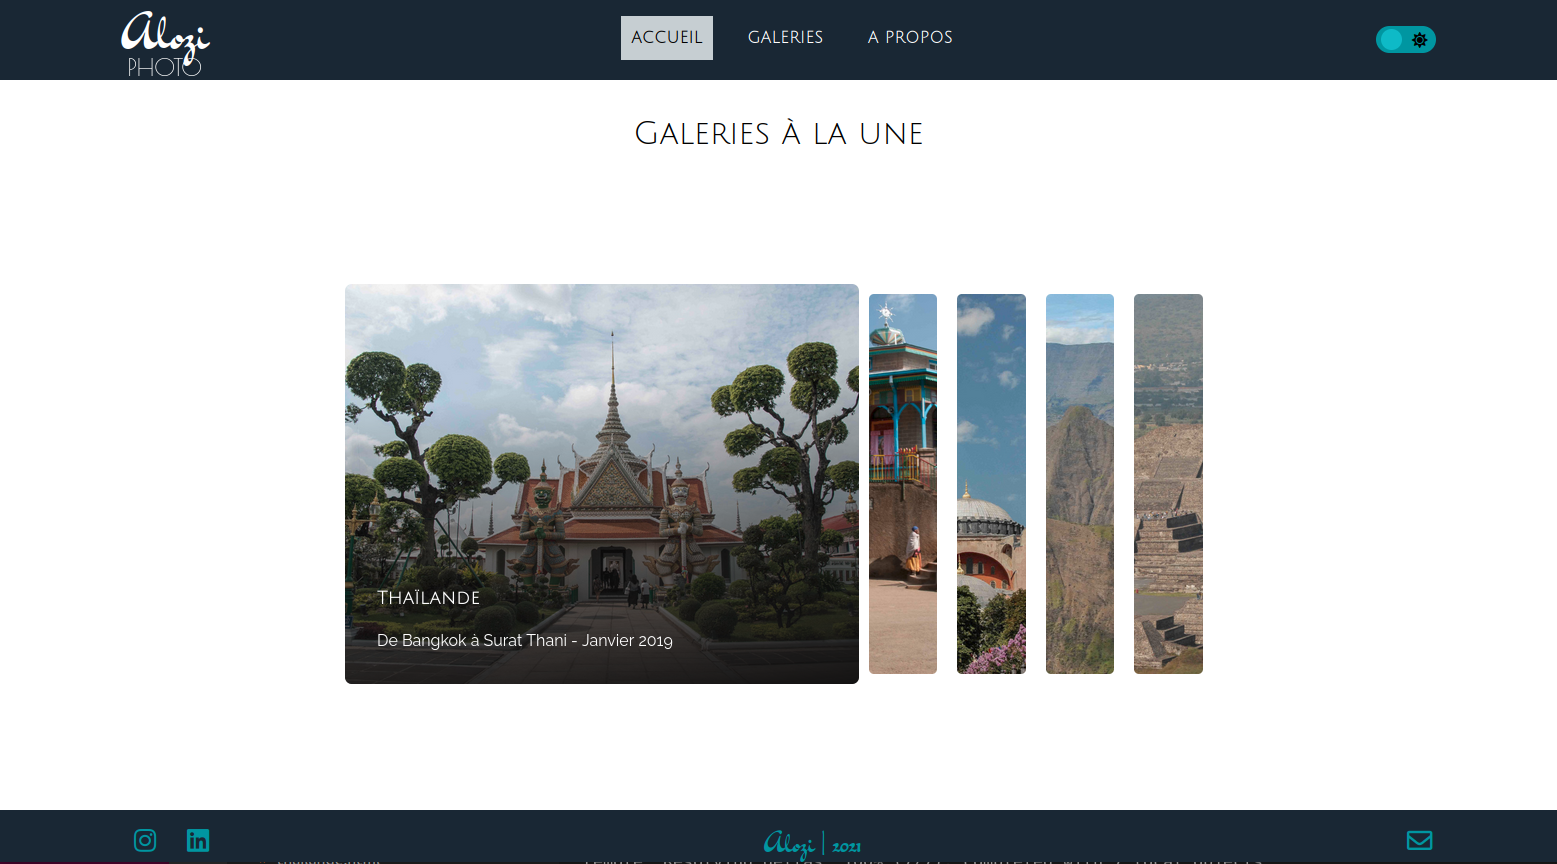 Alozi
PHOTO
ACCUEIL
GALERIES
A PROPOS
Galeries à la une
Thaïlande
De Bangkok à Surat Thani - Janvier 2019
Alozi | 2021